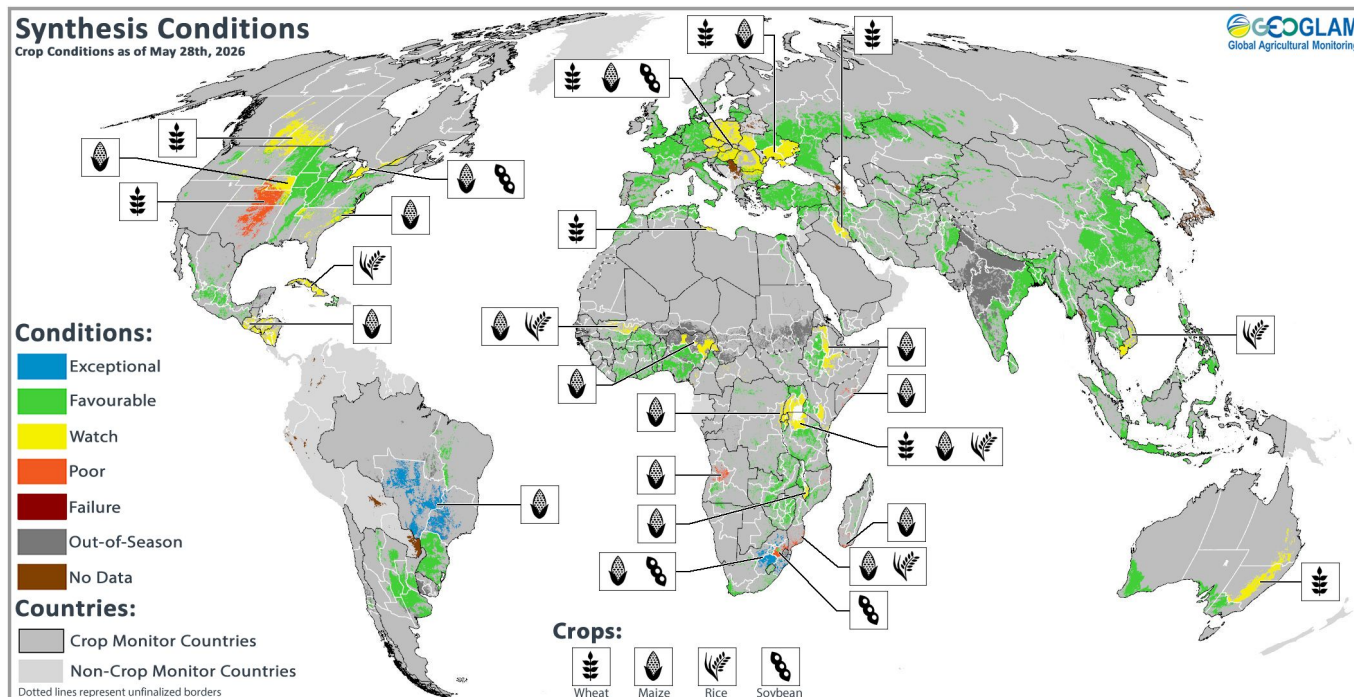 Synthesis Conditions
Crop Conditions as of May 28th, 2026
GEOGLAM
Global Agricultural Monitoring
Conditions:
Exceptional
Favourable
Watch
Poor
Failure
Out-of-Season
No Data
Countries:
Crop Monitor Countries
Non-Crop Monitor Countries
Dotted lines represent unfinalized borders
Crops:
Wheat
Maize
Rice
Soybean